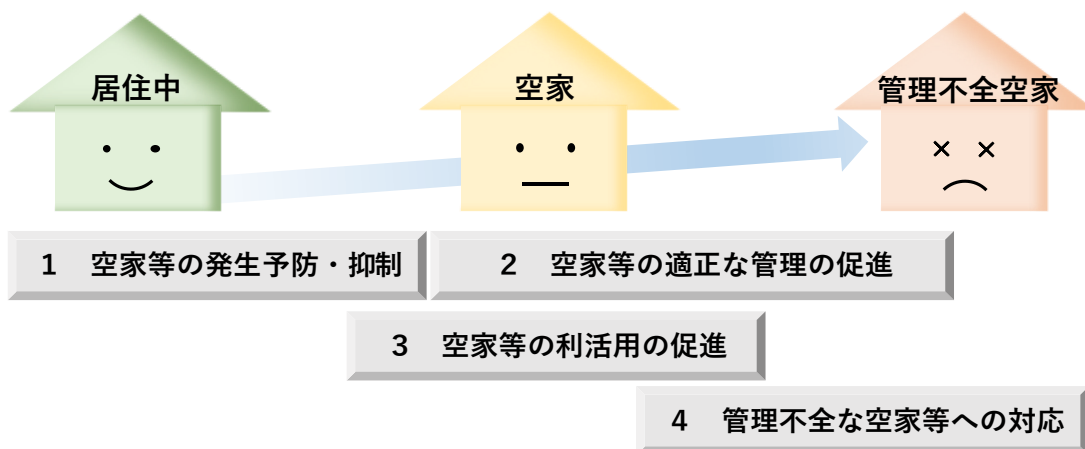 居住中
空家
管理不全空家
1 空家等の発生予防・抑制
2 空家等の適正な管理の促進
3 空家等の利活用の促進
4 管理不全な空家等への対応